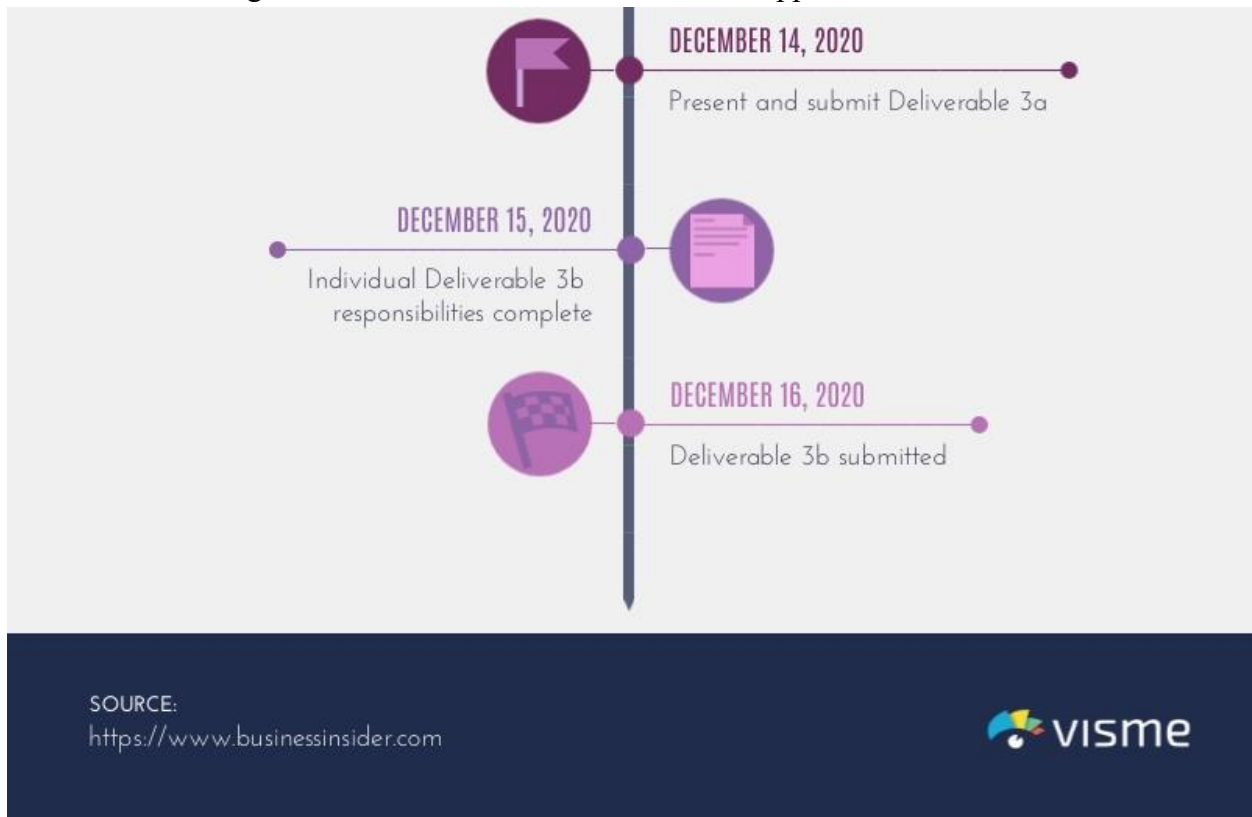 DECEMBER 14, 2020
Present and submit Deliverable 3a
DECEMBER 15, 2020
Individual Deliverable 3b
responsibilities complete
DECEMBER 16, 2020
Deliverable 3b submitted
SOURCE:
https://www.businessinsider.com
visme